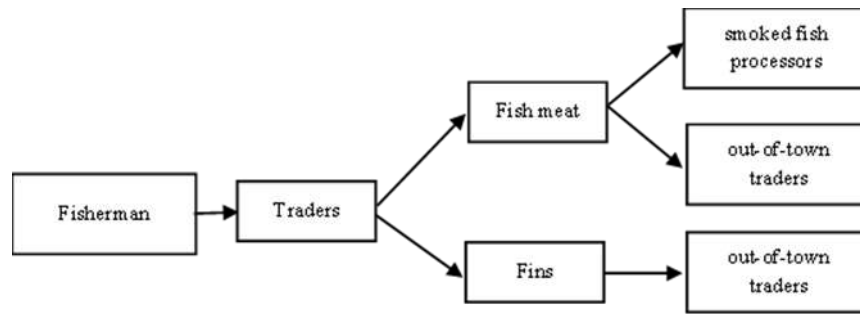 smoked fish
processors
Fish meat
out-of-town
traders
Fisherman
Traders
Fins
out-of-town
traders